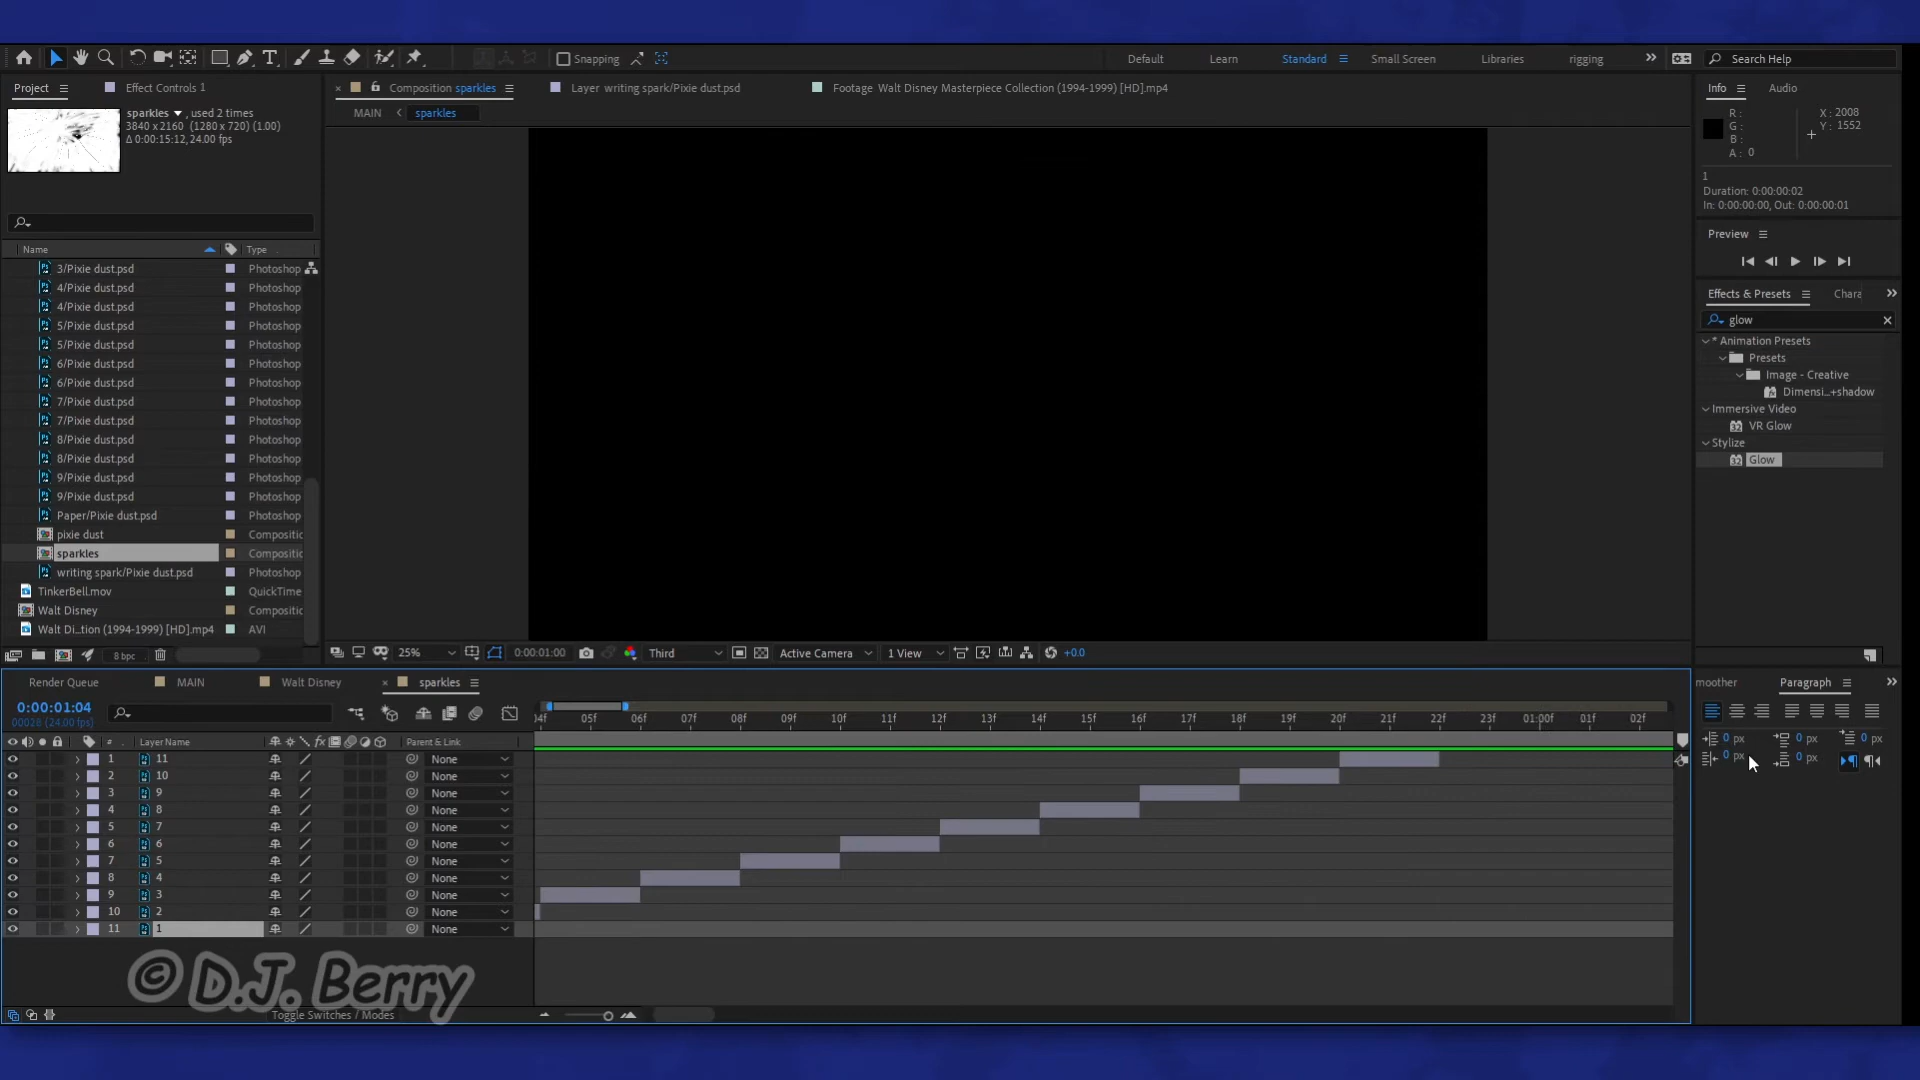 Snapping
Default
Learn
Standard
Small Screen
Libraries
rigging
Search Help
Project
Effect Controls 1
Composition sparkles
Layer writing spark/Pixie dust.psd
Footage Walt Disney Masterpiece Collection (1994-1999) [HD].mp4
Info
Audio
sparkles , used 2 times
3840 x 2160 (1280 x 720) (1.00)
Δ 0:00:15:12, 24.00 fps
MAIN
sparkles
R :
G :
B :
A : 0
X : 2008
Y : 1552
1
Duration: 0:00:00:02
In: 0:00:00:00, Out: 0:00:00:01
Preview
Name
Type
3/Pixie dust.psd Photoshop
4/Pixie dust.psd Photoshop
4/Pixie dust.psd Photoshop
5/Pixie dust.psd Photoshop
5/Pixie dust.psd Photoshop
6/Pixie dust.psd Photoshop
6/Pixie dust.psd Photoshop
7/Pixie dust.psd Photoshop
7/Pixie dust.psd Photoshop
8/Pixie dust.psd Photoshop
8/Pixie dust.psd Photoshop
9/Pixie dust.psd Photoshop
9/Pixie dust.psd Photoshop
Paper/Pixie dust.psd Photoshop
pixie dust Compositic
sparkles Compositic
writing spark/Pixie dust.psd Photoshop
TinkerBell.mov QuickTime
Walt Disney Compositic
Walt Di...tion (1994-1999) [HD].mp4 AVI
8 bpc
Effects & Presets
Chara
glow
* Animation Presets
Presets
Image - Creative
Dimensi...+shadow
Immersive Video
VR Glow
Stylize
Glow
25%
0:00:01:00
Third
Active Camera
1 View
+0.0
Render Queue
MAIN
Walt Disney
sparkles
moother
Paragraph
0:00:01:04
00028 (24.00 fps)
04f 05f 06f 07f 08f 09f 10f 11f 12f 13f 14f 15f 16f 17f 18f 19f 20f 21f 22f 23f 01:00f 01f 02f
# Layer Name
Parent & Link
0 px 0 px 0 px
0 px 0 px
1 11 None
2 10 None
3 9 None
4 8 None
5 7 None
6 6 None
7 5 None
8 4 None
9 3 None
10 2 None
11 1 None
© D.J. Berry
Toggle Switches / Modes